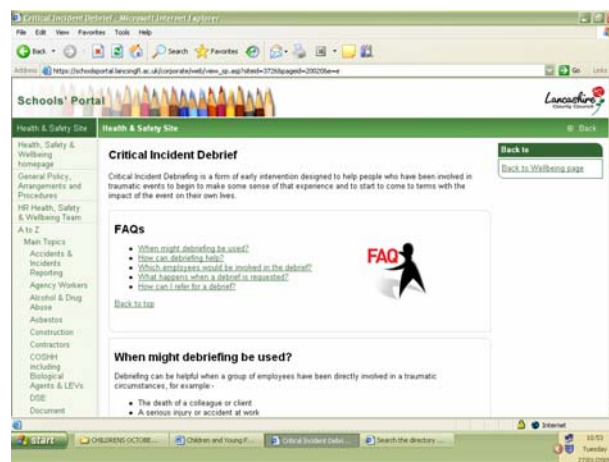 Critical Incident Debrief - Microsoft Internet Explorer
File Edit View Favorites Tools Help
Back Search Favorites
Address Go Links
Schools' Portal
Lancashire
County Council
Health & Safety Site
Health & Safety Site
Back
Health, Safety &
Wellbeing
homepage
General Policy,
Arrangements and
Procedures
HR Health, Safety
& Wellbeing Team
A to Z
Main Topics
Accidents &
Incidents
Reporting
Agency Workers
Alcohol & Drug
Abuse
Asbestos
Construction
Contractors
COSHH
including
Biological
Agents & LEVs
DSE
Document
Critical Incident Debrief
Critical Incident Debriefing is a form of early intervention designed to help people who have been involved in
traumatic events to begin to make some sense of that experience and to start to come to terms with the
impact of the event on their own lives.
FAQs
When might debriefing be used?
How can debriefing help?
Which employees would be involved in the debrief?
What happens when a debrief is requested?
How can I refer for a debrief?
FAQ
Back to top
When might debriefing be used?
Debriefing can be helpful when a group of employees have been directly involved in a traumatic
circumstances, for example:-
The death of a colleague or client
A serious injury or accident at work
Back to
Back to Wellbeing page
Internet
start
CHILDRENS OCTOBE...
Children and Young P...
Critical Incident Debri...
Search the directory ...
10:53
Tuesday